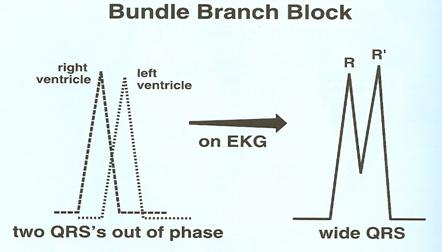 Bundle Branch Block
right
ventricle
left
ventricle
on EKG
R
R'
two QRS's out of phase
wide QRS